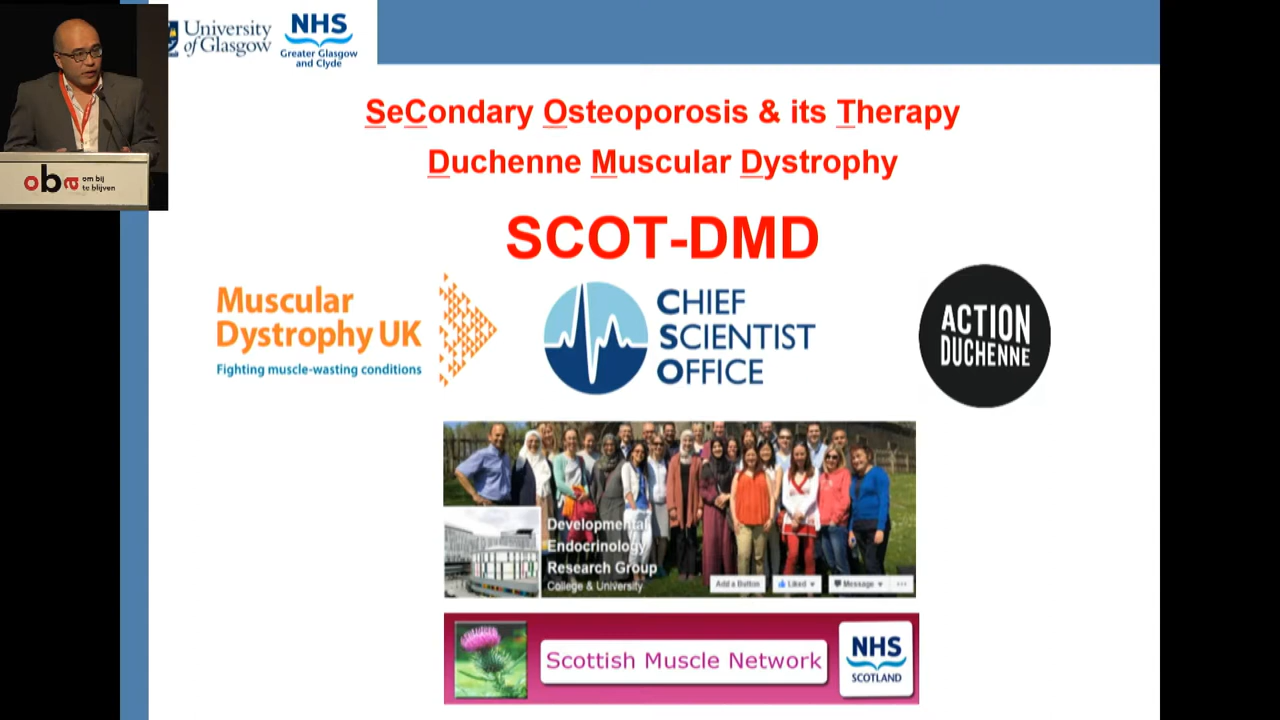 University
of Glasgow
NHS
Greater Glasgow
and Clyde
SeCondary Osteoporosis & its Therapy
Duchenne Muscular Dystrophy
SCOT-DMD
Muscular
Dystrophy UK
Fighting muscle-wasting conditions
CHIEF
SCIENTIST
OFFICE
ACTION
DUCHENNE
oba om bij
te blijven
Developmental
Endocrinology
Research Group
College & University
Add a Button
Liked
Message
Scottish Muscle Network
NHS
SCOTLAND